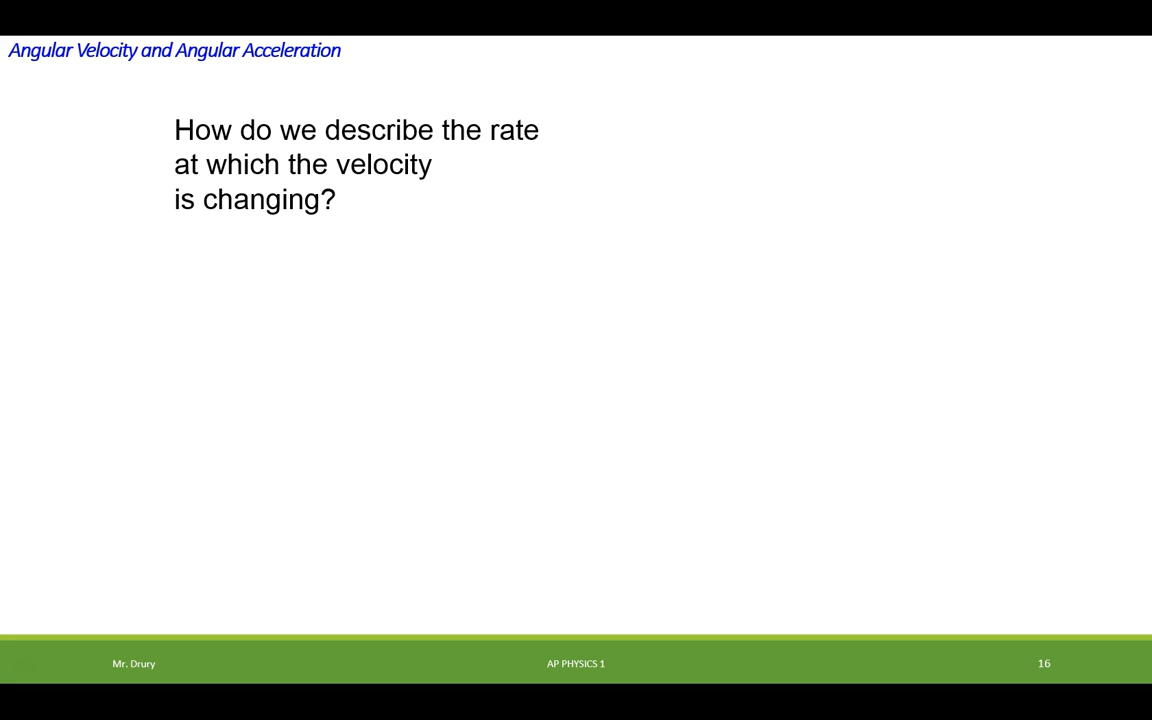 Angular Velocity and Angular Acceleration
How do we describe the rate
at which the velocity
is changing?
Mr. Drury
AP PHYSICS 1
16